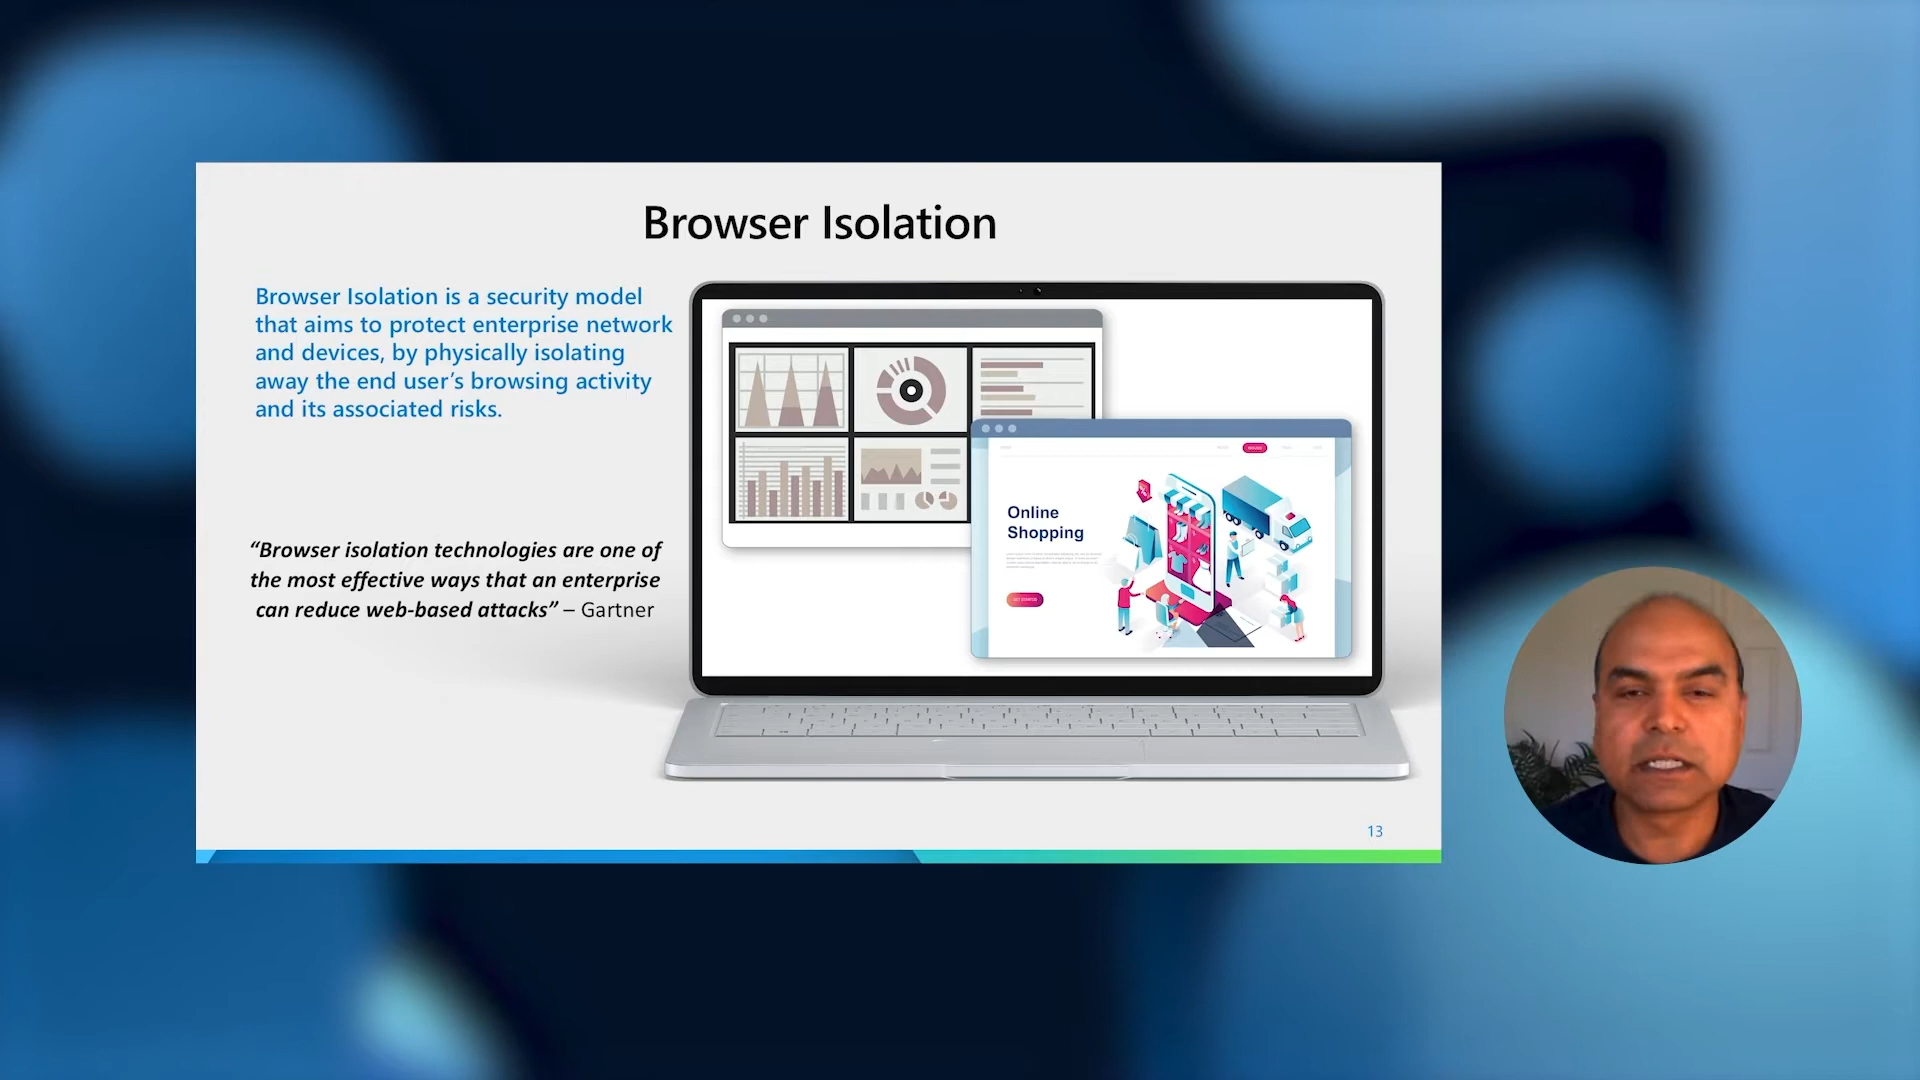 Browser Isolation
Browser Isolation is a security model
that aims to protect enterprise network
and devices, by physically isolating
away the end user’s browsing activity
and its associated risks.
“Browser isolation technologies are one of
the most effective ways that an enterprise
can reduce web-based attacks” – Gartner
Online
Shopping
GET STARTED
13